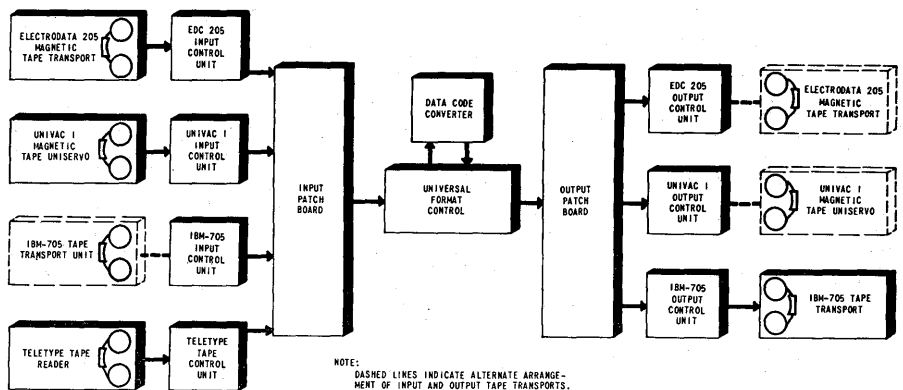 ELECTRODATA 205
MAGNETIC
TAPE TRANSPORT
EDC 205
INPUT
CONTROL
UNIT
UNIVAC I
MAGNETIC
TAPE UNISERVO
UNIVAC I
INPUT
CONTROL
UNIT
IBM-705 TAPE
TRANSPORT UNIT
IBM-705
INPUT
CONTROL
UNIT
TELETYPE TAPE
READER
TELETYPE
TAPE
CONTROL
UNIT
INPUT
PATCH
BOARD
DATA CODE
CONVERTER
UNIVERSAL
FORMAT
CONTROL
OUTPUT
PATCH
BOARD
EDC 205
OUTPUT
CONTROL
UNIT
ELECTRODATA 205
MAGNETIC
TAPE TRANSPORT
UNIVAC I
OUTPUT
CONTROL
UNIT
UNIVAC I
MAGNETIC
TAPE UNISERVO
IBM-705
OUTPUT
CONTROL
UNIT
IBM-705 TAPE
TRANSPORT
NOTE:
DASHED LINES INDICATE ALTERNATE ARRANGE-
MENT OF INPUT AND OUTPUT TAPE TRANSPORTS.